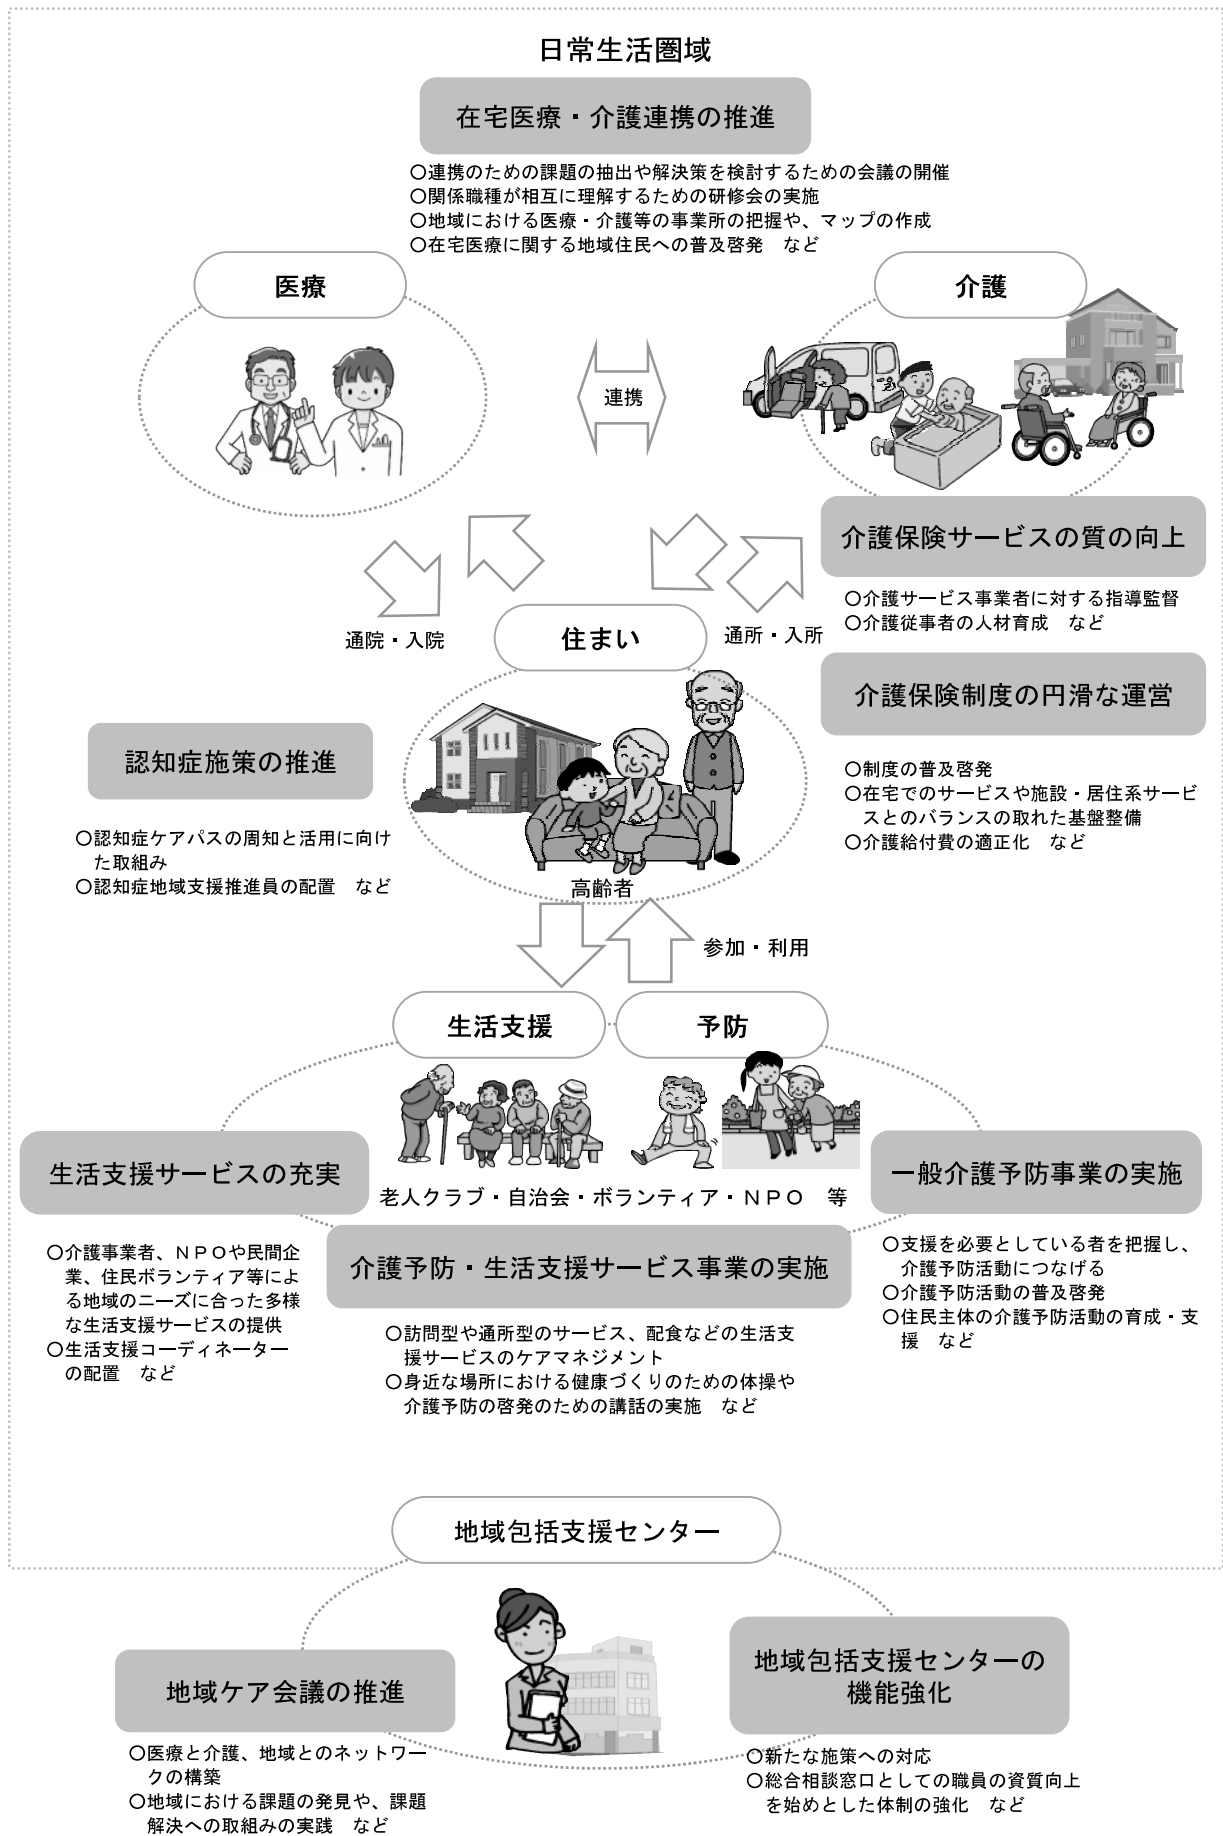 日常生活圏域
在宅医療・介護連携の推進
○連携のための課題の抽出や解決策を検討するための会議の開催
○関係職種が相互に理解するための研修会の実施
○地域における医療・介護等の事業所の把握や、マップの作成
○在宅医療に関する地域住民への普及啓発　など
医療
介護
連携
介護保険サービスの質の向上
○介護サービス事業者に対する指導監督
○介護従事者の人材育成　など
通院・入院
住まい
通所・入所
介護保険制度の円滑な運営
○制度の普及啓発
○在宅でのサービスや施設・居住系サービ
スとのバランスの取れた基盤整備
○介護給付費の適正化　など
認知症施策の推進
○認知症ケアパスの周知と活用に向け
た取組み
○認知症地域支援推進員の配置　など
高齢者
参加・利用
生活支援
予防
生活支援サービスの充実
老人クラブ・自治会・ボランティア・ＮＰＯ　等
一般介護予防事業の実施
○介護事業者、ＮＰＯや民間企
業、住民ボランティア等によ
る地域のニーズに合った多様
な生活支援サービスの提供
○生活支援コーディネーター
の配置　など
介護予防・生活支援サービス事業の実施
○訪問型や通所型のサービス、配食などの生活支
援サービスのケアマネジメント
○身近な場所における健康づくりのための体操や
介護予防の啓発のための講話の実施　など
○支援を必要としている者を把握し、
介護予防活動につなげる
○介護予防活動の普及啓発
○住民主体の介護予防活動の育成・支
援　など
地域包括支援センター
地域ケア会議の推進
○医療と介護、地域とのネットワー
クの構築
○地域における課題の発見や、課題
解決への取組みの実践　など
地域包括支援センターの
機能強化
○新たな施策への対応
○総合相談窓口としての職員の資質向上
を始めとした体制の強化　など